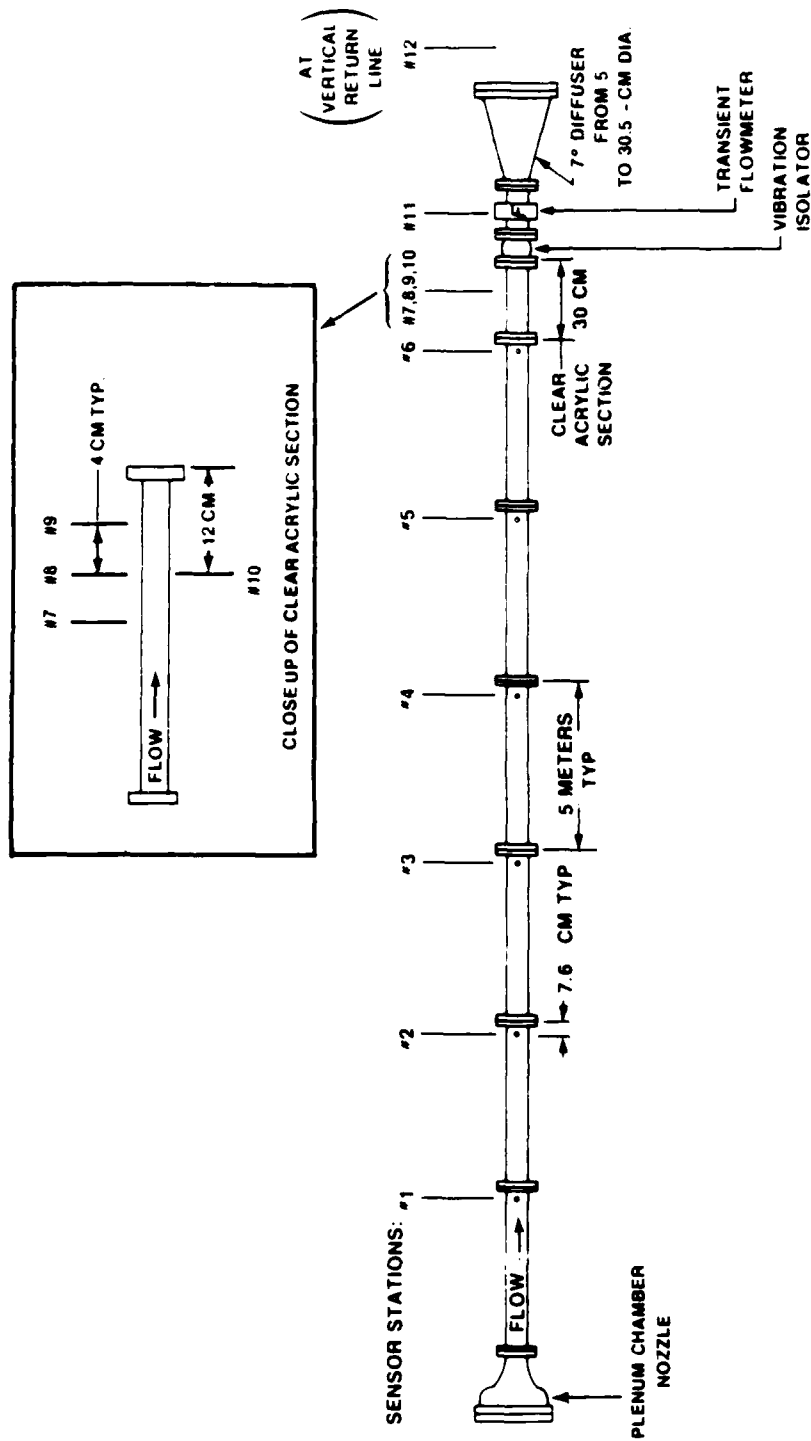 #7
#8
#9
4 CM TYP.
FLOW
12 CM
#10
CLOSE UP OF CLEAR ACRYLIC SECTION
AT
VERTICAL
RETURN
LINE
SENSOR STATIONS:
#1
#2
#3
#4
#5
#6
#7,8,9,10
#11
#12
FLOW
PLENUM CHAMBER
NOZZLE
7.6 CM TYP
5 METERS
TYP
CLEAR
ACRYLIC
SECTION
30 CM
7° DIFFUSER
FROM 5
TO 30.5 - CM DIA.
TRANSIENT
FLOWMETER
VIBRATION
ISOLATOR